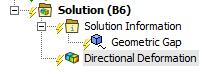 Solution (B6)
Solution Information
Geometric Gap
Directional Deformation